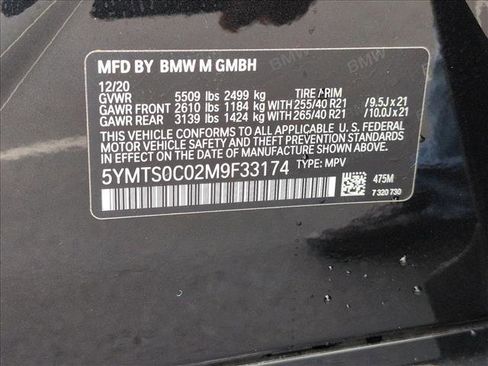 MFD BY BMW M GMBH
12/20
GVWR 5509 lbs 2499 kg TIRE /RIM
GAWR FRONT 2610 lbs 1184 kg WITH 255/40 R21 /9.5J x 21
GAWR REAR 3139 lbs 1424 kg WITH 265/40 R21 /10.0J x 21
THIS VEHICLE CONFORMS TO ALL APPLICABLE U. S. FEDERAL
MOTOR VEHICLE SAFETY, BUMPER, AND THEFT PREVENTION STANDARDS
IN EFFECT ON THE DATE OF MANUFACTURE SHOWN ABOVE.
5YMTS0C02M9F33174 TYPE: MPV
475M
7 320 730